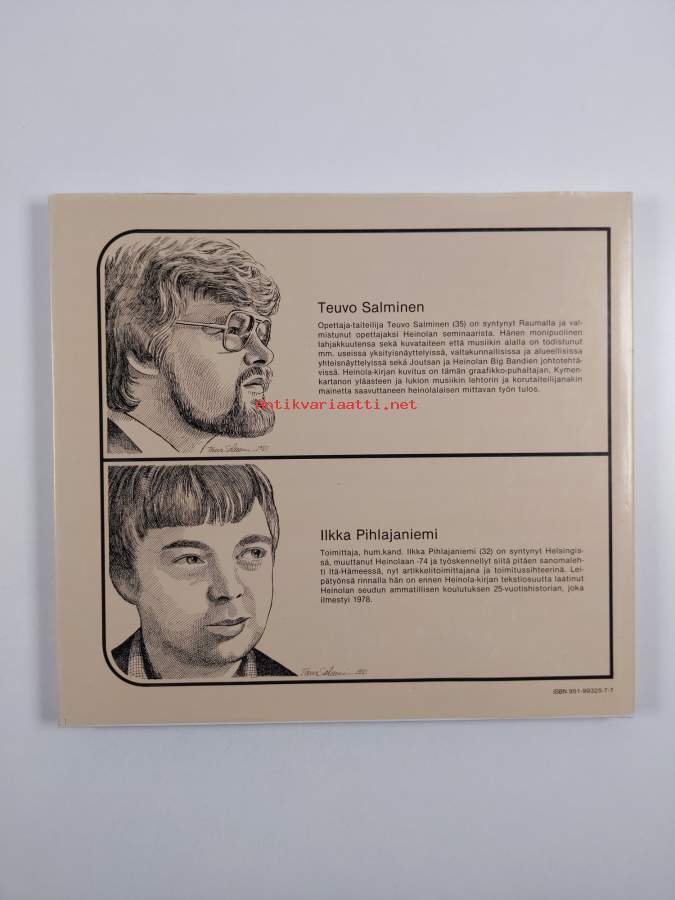 Teuvo Salminen
Opettaja-taiteilija Teuvo Salminen (35) on syntynyt Raumalla ja val-
mistunut opettajaksi Heinolan seminaarista. Hänen monipuolinen
lahjakkuutensa sekä kuvataiteen että musiikin alalla on todistunut
mm. useissa yksityisnäyttelyissä, valtakunnallisissa ja alueellisissa
yhteisnäyttelyissä sekä Joutsan ja Heinolan Big Bandien johtotehtä-
vissä. Heinola-kirjan kuvitus on tämän graafikko-puhaltajan, Kymen-
kartanon yläasteen ja lukion musiikin lehtorin ja korutaiteilijanakin
mainetta saavuttaneen heinolalaisen mittavan työn tulos.
antikvariaatti.net
Teuvo Salminen 1981
Ilkka Pihlajaniemi
Toimittaja, hum.kand. Ilkka Pihlajaniemi (32) on syntynyt Helsingis-
sä, muuttanut Heinolaan -74 ja työskennellyt siitä pitäen sanomaleh-
ti Itä-Hämeessä, nyt artikkelitoimittajana ja toimitussihteerinä. Lei-
pätyönsä rinnalla hän on ennen Heinola-kirjan tekstiosuutta laatinut
Heinolan seudun ammatillisen koulutuksen 25-vuotishistorian, joka
ilmestyi 1978.
Teuvo Salminen 1981
ISBN 951-99325-7-7